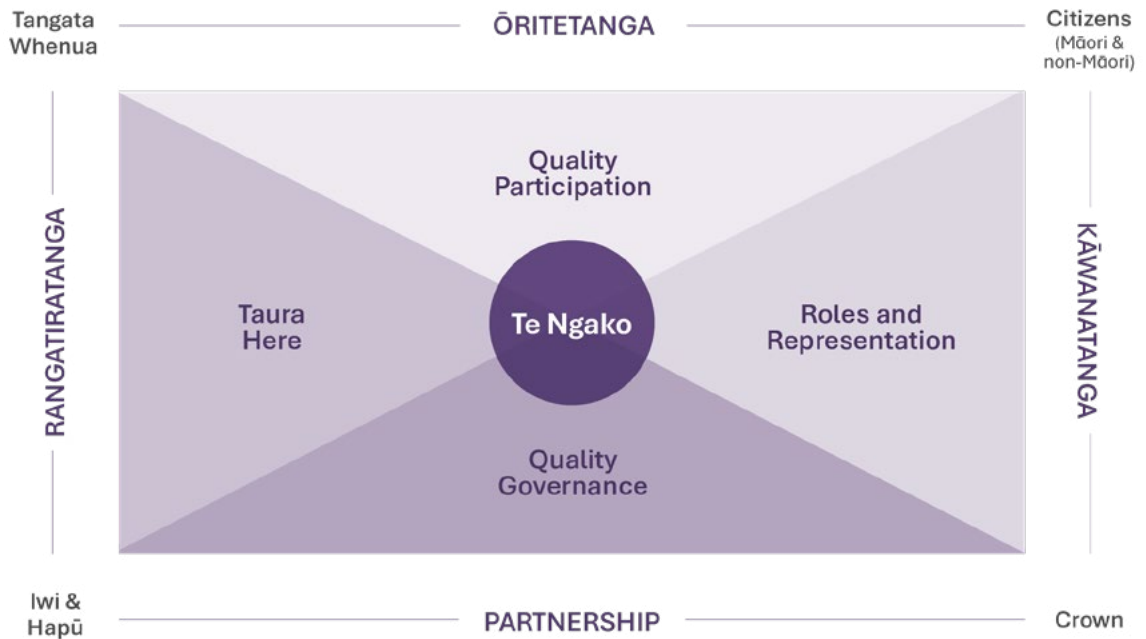 Tangata
Whenua
ŌRITETANGA
Citizens
(Māori &
non-Māori)
Quality
Participation
RANGATIRATANGA
Taura
Here
Te Ngako
Roles and
Representation
KĀWANATANGA
Quality
Governance
Iwi &
Hapū
PARTNERSHIP
Crown